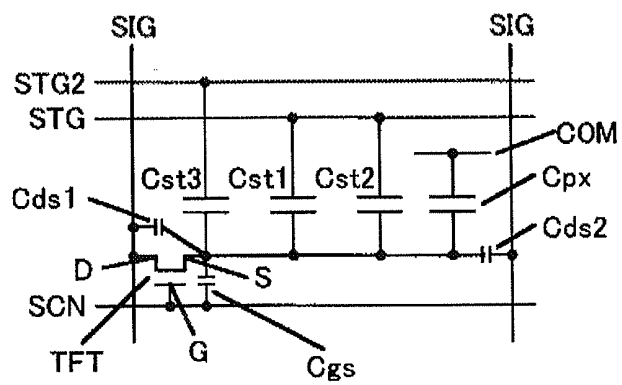 SIG SIG
STG2
STG
COM
Cst3 Cst1 Cst2
Cpx
Cds1
Cds2
D S
SCN
TFT G Cgs